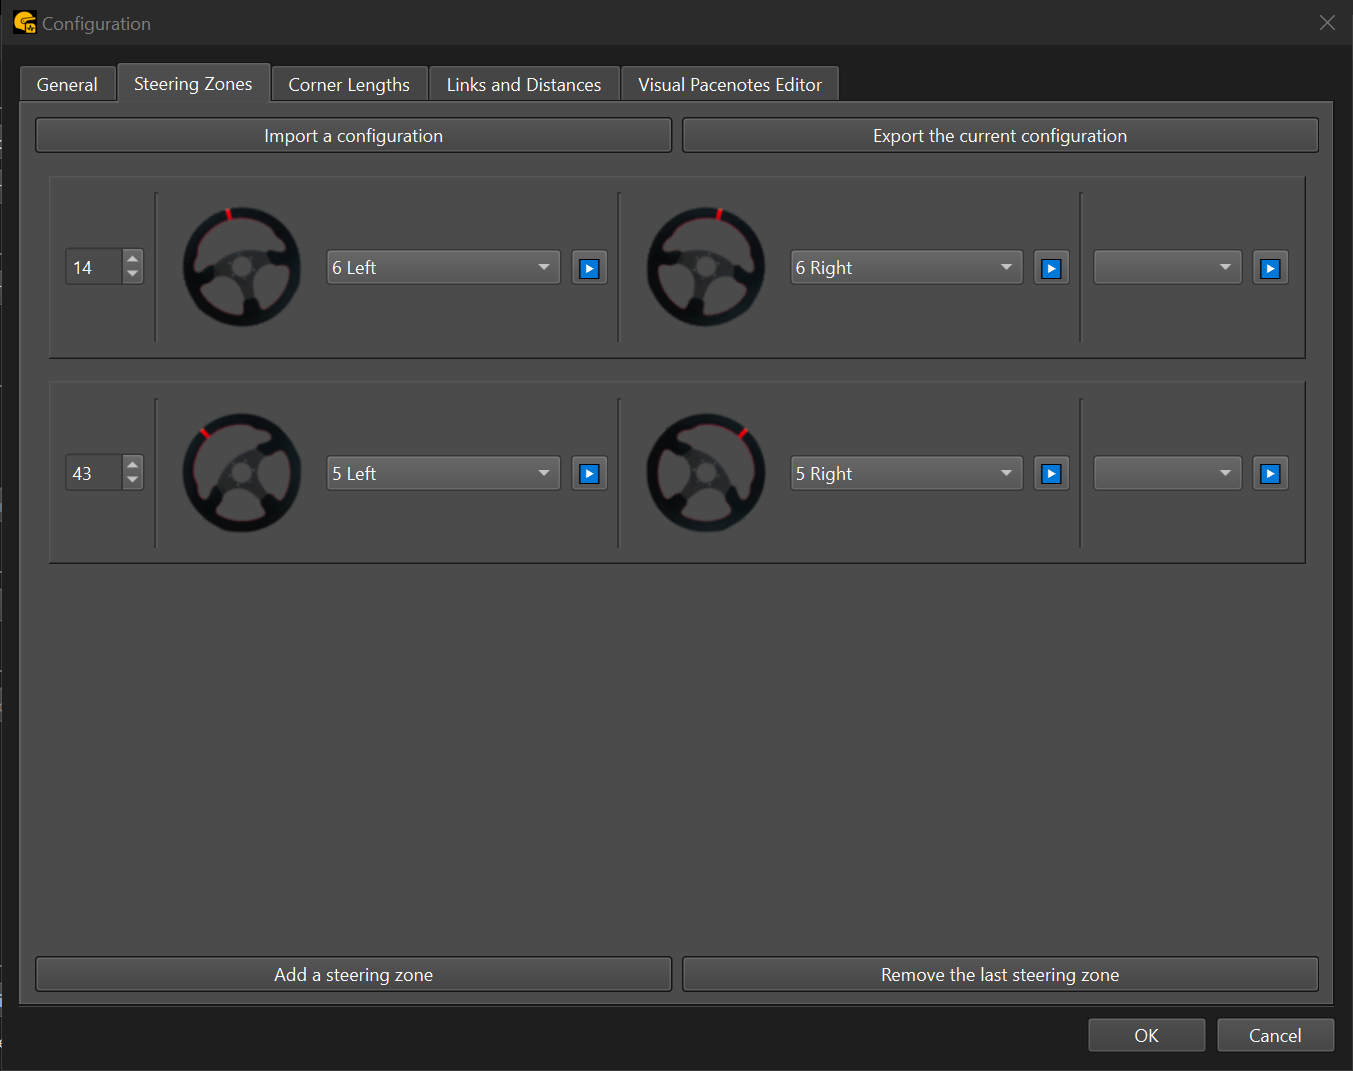 Configuration
General
Steering Zones
Corner Lengths
Links and Distances
Visual Pacenotes Editor
Import a configuration
Export the current configuration
14
6 Left
6 Right
43
5 Left
5 Right
Add a steering zone
Remove the last steering zone
OK
Cancel